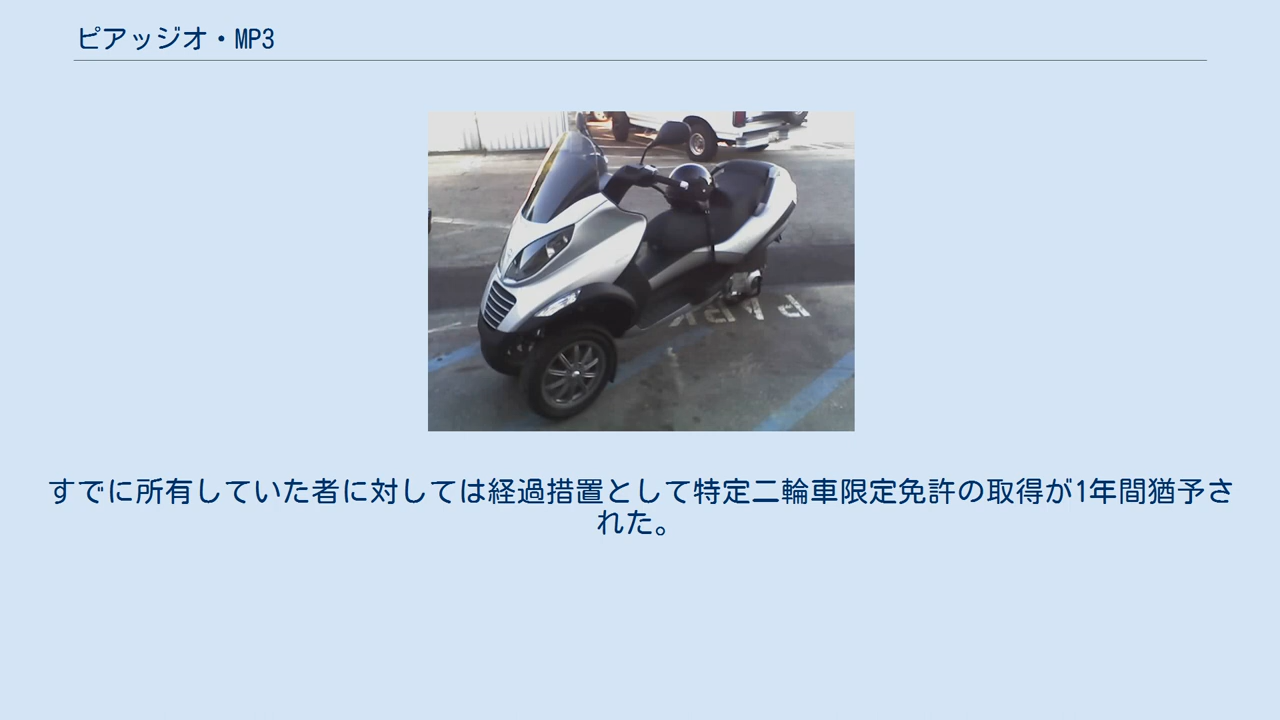 ピアッジオ・MP3
PARK
すでに所有していた者に対しては経過措置として特定二輪車限定免許の取得が1年間猶予さ
れた。